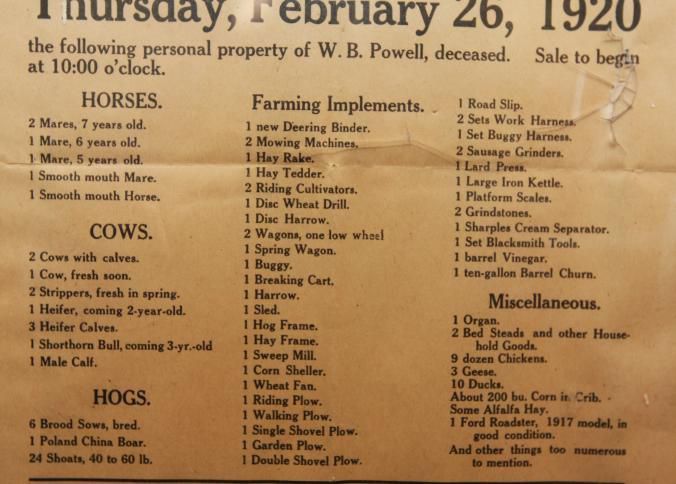 Thursday, February 26, 1920
the following personal property of W. B. Powell, deceased. Sale to begin
at 10:00 o'clock.
HORSES.
2 Mares, 7 years old.
1 Mare, 6 years old.
1 Mare, 5 years old.
1 Smooth mouth Mare.
1 Smooth mouth Horse.
COWS.
2 Cows with calves.
1 Cow, fresh soon.
2 Strippers, fresh in spring.
1 Heifer, coming 2-year-old.
3 Heifer Calves.
1 Shorthorn Bull, coming 3-yr.-old
1 Male Calf.
HOGS.
6 Brood Sows, bred.
1 Poland China Boar.
24 Shoats, 40 to 60 lb.
Farming Implements.
1 new Deering Binder.
2 Mowing Machines.
1 Hay Rake.
1 Hay Tedder.
2 Riding Cultivators.
1 Disc Wheat Drill.
1 Disc Harrow.
2 Wagons, one low wheel
1 Spring Wagon.
1 Buggy.
1 Breaking Cart.
1 Harrow.
1 Sled.
1 Hog Frame.
1 Hay Frame.
1 Sweep Mill.
1 Corn Sheller.
1 Wheat Fan.
1 Riding Plow.
1 Walking Plow.
1 Single Shovel Plow.
1 Garden Plow.
1 Double Shovel Plow.
1 Road Slip.
2 Sets Work Harness.
1 Set Buggy Harness.
2 Sausage Grinders.
1 Lard Press.
1 Large Iron Kettle.
1 Platform Scales.
2 Grindstones.
1 Sharples Cream Separator.
1 Set Blacksmith Tools.
1 barrel Vinegar.
1 ten-gallon Barrel Churn.
Miscellaneous.
1 Organ.
2 Bed Steads and other House-
hold Goods.
9 dozen Chickens.
3 Geese.
10 Ducks.
About 200 bu. Corn in Crib.
Some Alfalfa Hay.
1 Ford Roadster, 1917 model, in
good condition.
And other things too numerous
to mention.